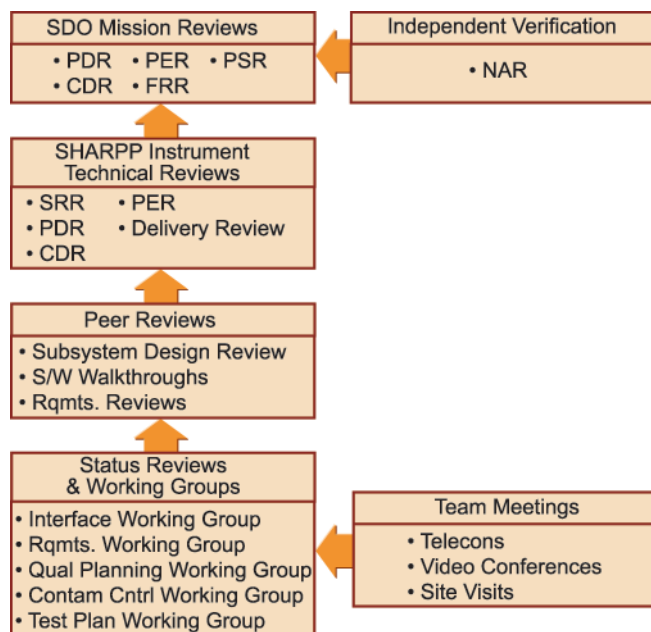 SDO Mission Reviews
• PDR • PER • PSR
• CDR • FRR
Independent Verification
• NAR
SHARPP Instrument
Technical Reviews
• SRR • PER
• PDR • Delivery Review
• CDR
Peer Reviews
• Subsystem Design Review
• S/W Walkthroughs
• Rqmts. Reviews
Status Reviews
& Working Groups
• Interface Working Group
• Rqmts. Working Group
• Qual Planning Working Group
• Contam Cntrl Working Group
• Test Plan Working Group
Team Meetings
• Telecons
• Video Conferences
• Site Visits